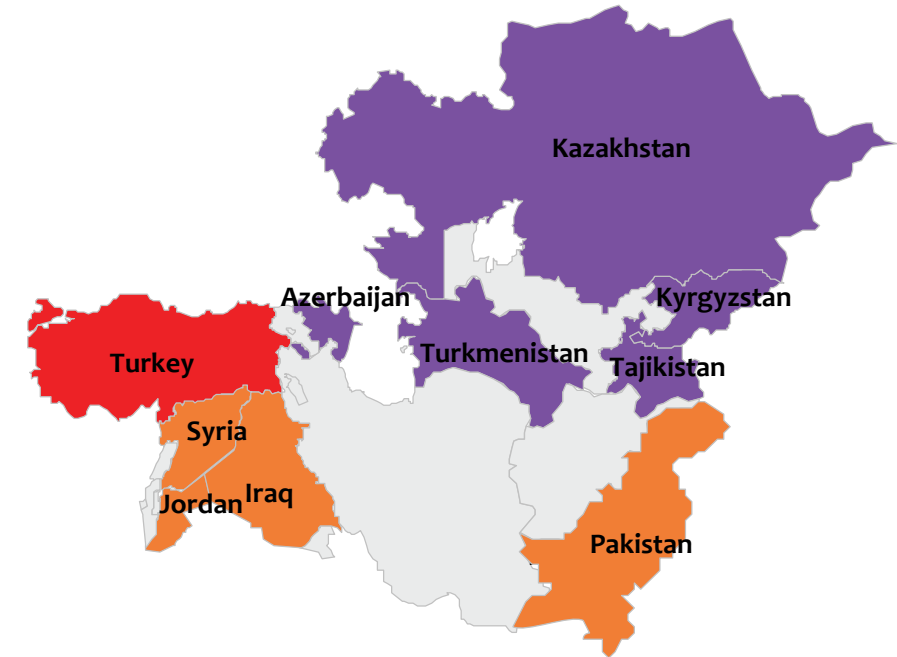 Kazakhstan
Azerbaijan
Kyrgyzstan
Turkey
Turkmenistan
Tajikistan
Syria
Jordan
Iraq
Pakistan